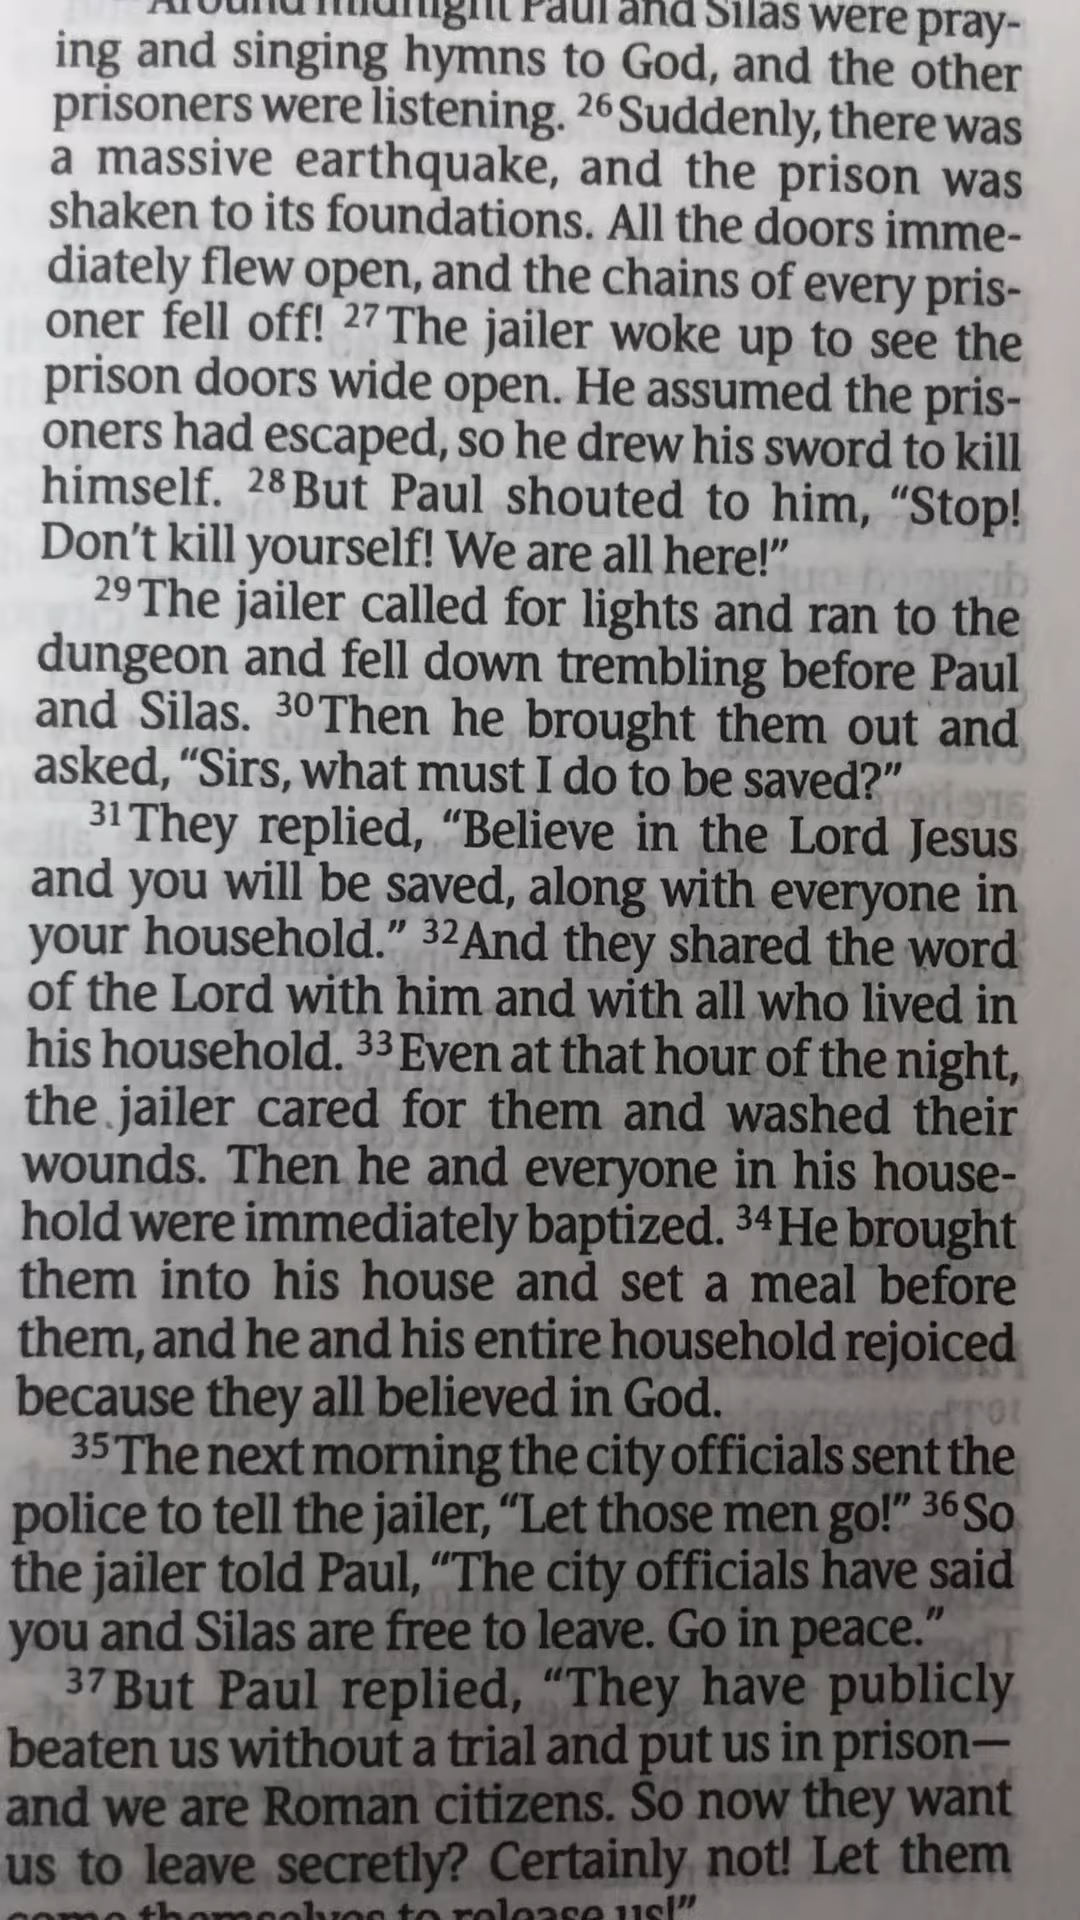 Around midnight Paul and Silas were pray-
ing and singing hymns to God, and the other
prisoners were listening. 26 Suddenly, there was
a massive earthquake, and the prison was
shaken to its foundations. All the doors imme-
diately flew open, and the chains of every pris-
oner fell off! 27 The jailer woke up to see the
prison doors wide open. He assumed the pris-
oners had escaped, so he drew his sword to kill
himself. 28 But Paul shouted to him, “Stop!
Don’t kill yourself! We are all here!”
29 The jailer called for lights and ran to the
dungeon and fell down trembling before Paul
and Silas. 30 Then he brought them out and
asked, “Sirs, what must I do to be saved?”
31 They replied, “Believe in the Lord Jesus
and you will be saved, along with everyone in
your household.” 32 And they shared the word
of the Lord with him and with all who lived in
his household. 33 Even at that hour of the night,
the jailer cared for them and washed their
wounds. Then he and everyone in his house-
hold were immediately baptized. 34 He brought
them into his house and set a meal before
them, and he and his entire household rejoiced
because they all believed in God.
35 The next morning the city officials sent the
police to tell the jailer, “Let those men go!” 36 So
the jailer told Paul, “The city officials have said
you and Silas are free to leave. Go in peace.”
37 But Paul replied, “They have publicly
beaten us without a trial and put us in prison—
and we are Roman citizens. So now they want
us to leave secretly? Certainly not! Let them
come themselves to release us!”